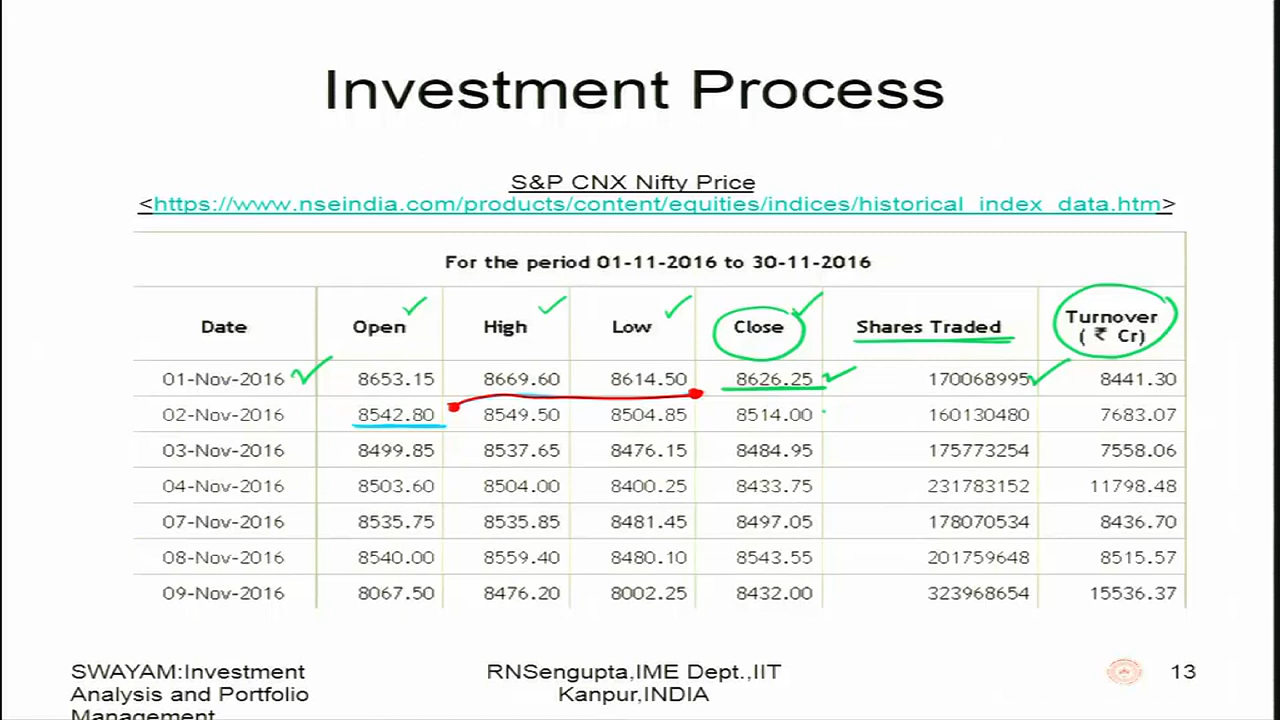 Investment Process
S&P CNX Nifty Price
<https://www.nseindia.com/products/content/equities/indices/historical_index_data.htm>
For the period 01-11-2016 to 30-11-2016
Date Open High Low Close Shares Traded Turnover ( ₹ Cr)
01-Nov-2016 8653.15 8669.60 8614.50 8626.25 170068995 8441.30
02-Nov-2016 8542.80 8549.50 8504.85 8514.00 160130480 7683.07
03-Nov-2016 8499.85 8537.65 8476.15 8484.95 175773254 7558.06
04-Nov-2016 8503.60 8504.00 8400.25 8433.75 231783152 11798.48
07-Nov-2016 8535.75 8535.85 8481.45 8497.05 178070534 8436.70
08-Nov-2016 8540.00 8559.40 8480.10 8543.55 201759648 8515.57
09-Nov-2016 8067.50 8476.20 8002.25 8432.00 323968654 15536.37
SWAYAM:Investment
Analysis and Portfolio
Management
RNSengupta,IME Dept.,IIT
Kanpur,INDIA
13